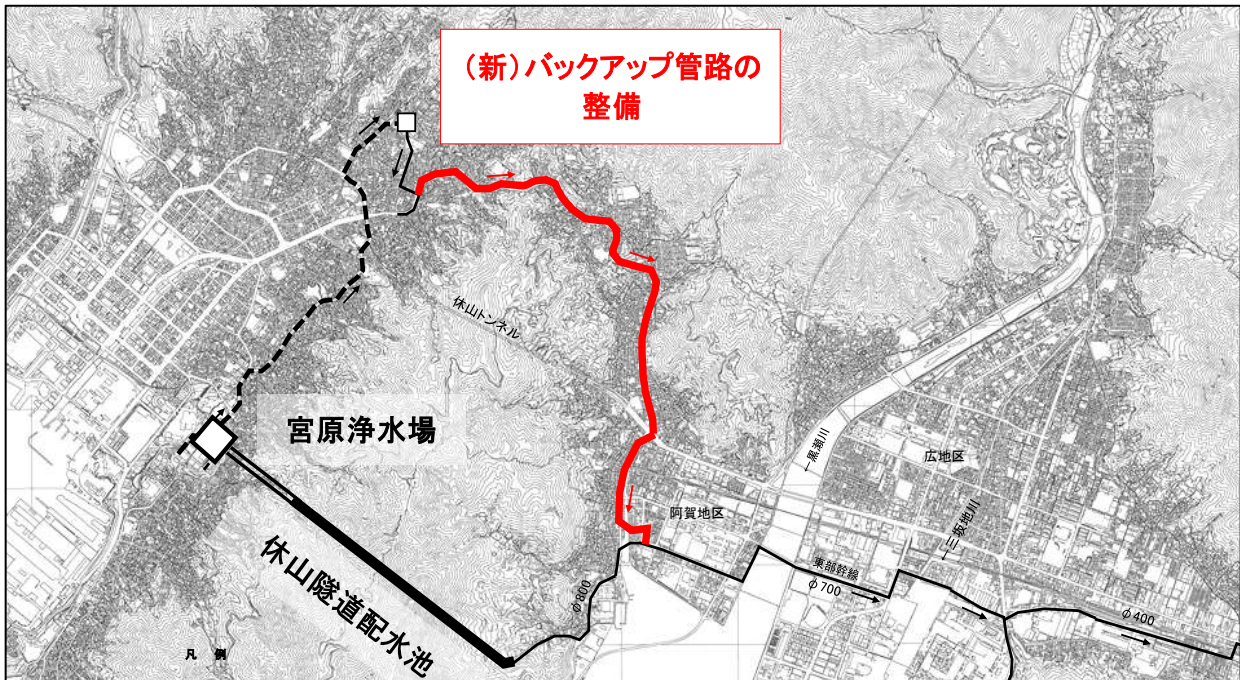 (新)バックアップ管路の
整備
休山トンネル
宮原浄水場
←黒瀬川
広地区
阿賀地区
←三坂地川
休山隧道配水池
φ800
東部幹線
φ700
φ400
凡 例